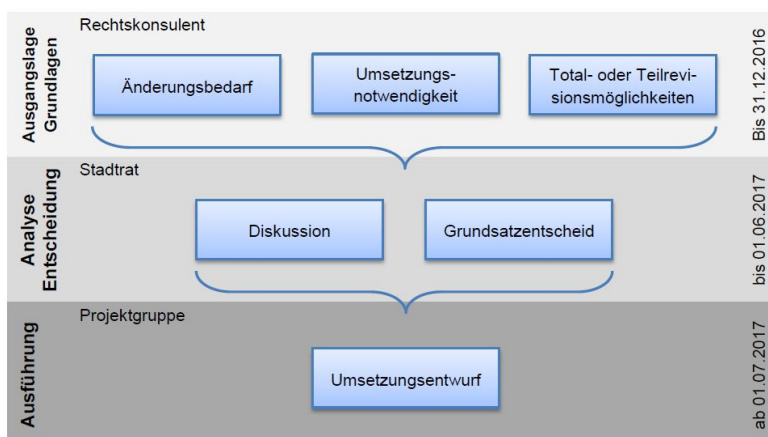 Ausgangslage
Grundlagen
Rechtskonsulent
Änderungsbedarf
Umsetzungs-
notwendigkeit
Total- oder Teilrevi-
sionsmöglichkeiten
Bis 31.12.2016
Analyse
Entscheidung
Stadtrat
Diskussion
Grundsatzentscheid
bis 01.06.2017
Ausführung
Projektgruppe
Umsetzungsentwurf
ab 01.07.2017